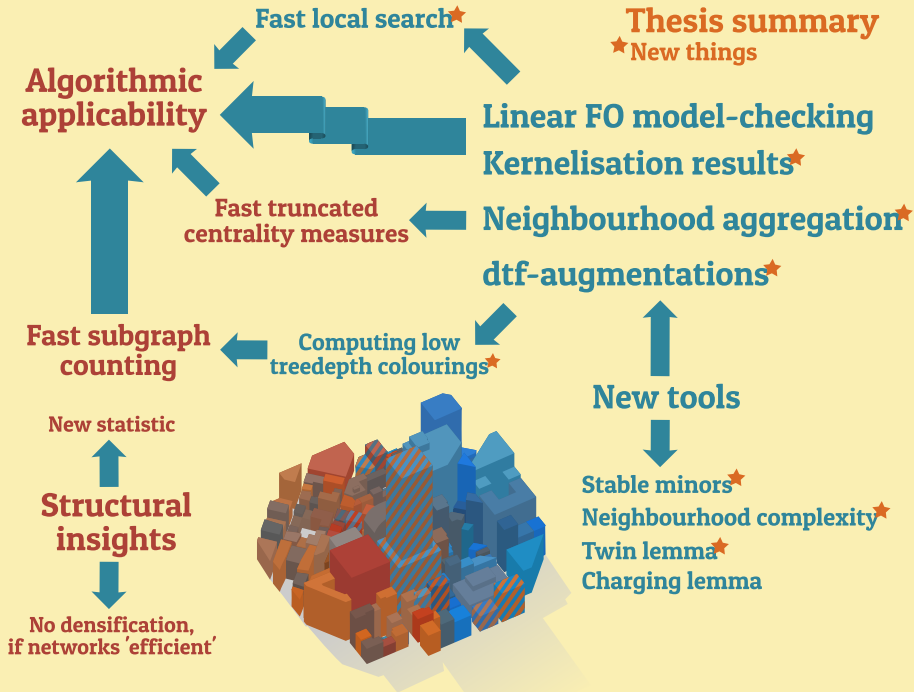 Thesis summary
New things
Fast local search
Algorithmic
applicability
Linear FO model-checking
Kernelisation results
Neighbourhood aggregation
dtf-augmentations
Fast truncated
centrality measures
Fast subgraph
counting
Computing low
treedepth colourings
New tools
New statistic
Structural
insights
No densification,
if networks 'efficient'
Stable minors
Neighbourhood complexity
Twin lemma
Charging lemma